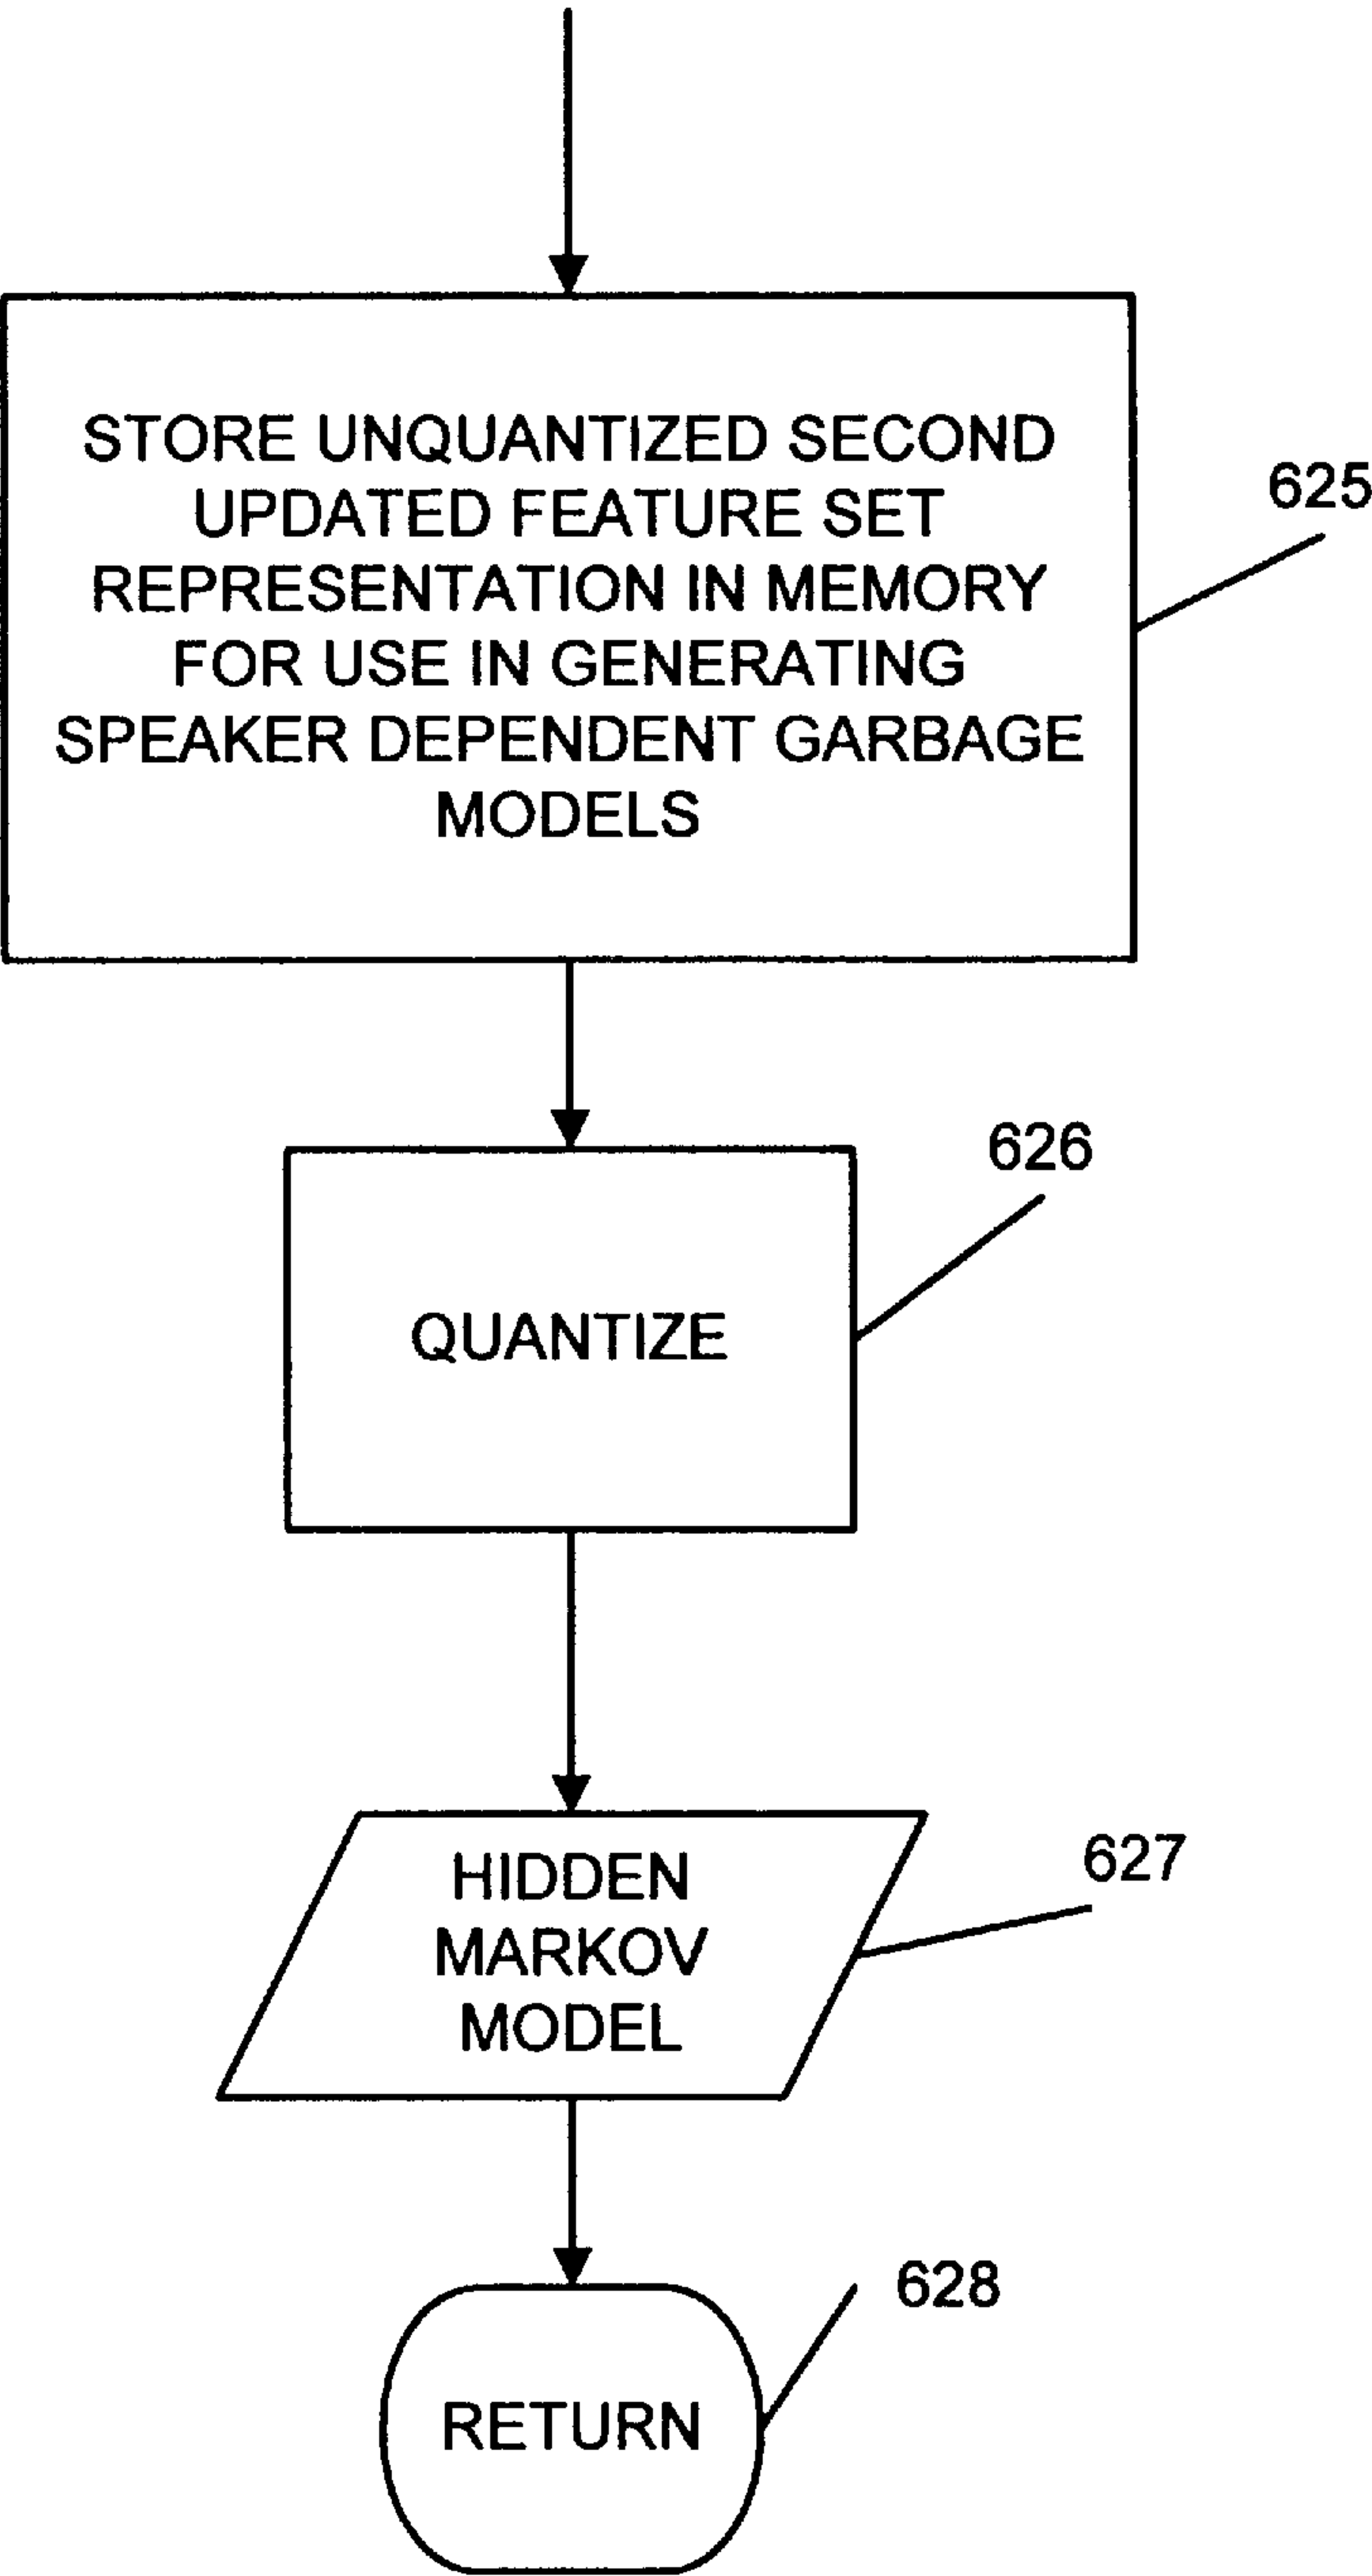 STORE UNQUANTIZED SECOND
UPDATED FEATURE SET
REPRESENTATION IN MEMORY
FOR USE IN GENERATING
SPEAKER DEPENDENT GARBAGE
MODELS
625
626
QUANTIZE
627
HIDDEN
MARKOV
MODEL
628
RETURN